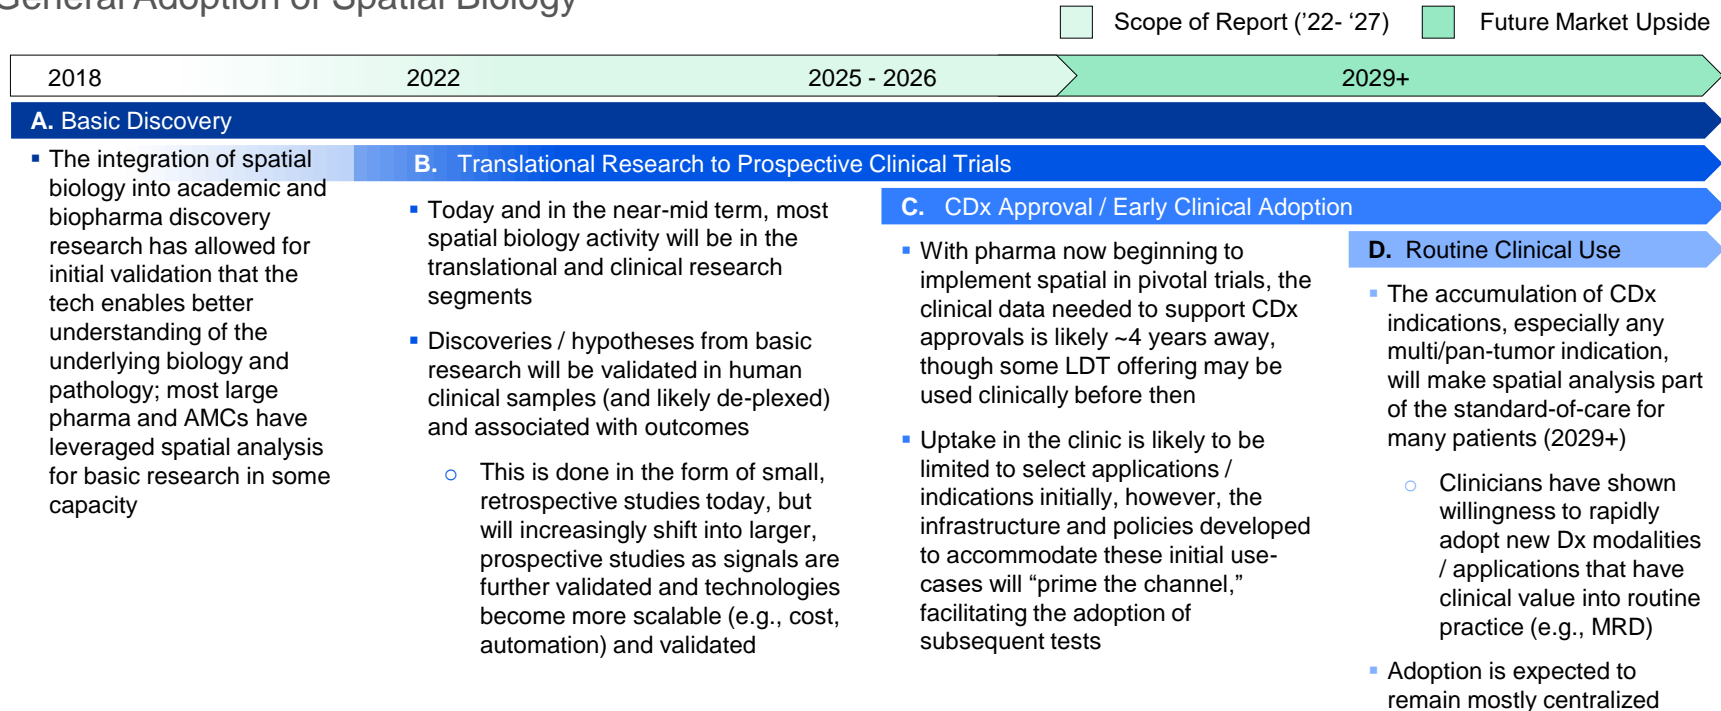 General Adoption of Spatial Biology
Scope of Report ('22- ‘27)
Future Market Upside
2018
2022
2025 - 2026
2029+
A. Basic Discovery
▪ The integration of spatial
biology into academic and
biopharma discovery
research has allowed for
initial validation that the
tech enables better
understanding of the
underlying biology and
pathology; most large
pharma and AMCs have
leveraged spatial analysis
for basic research in some
capacity
B. Translational Research to Prospective Clinical Trials
▪ Today and in the near-mid term, most
spatial biology activity will be in the
translational and clinical research
segments
▪ Discoveries / hypotheses from basic
research will be validated in human
clinical samples (and likely de-plexed)
and associated with outcomes
o This is done in the form of small,
retrospective studies today, but
will increasingly shift into larger,
prospective studies as signals are
further validated and technologies
become more scalable (e.g., cost,
automation) and validated
C. CDx Approval / Early Clinical Adoption
▪ With pharma now beginning to
implement spatial in pivotal trials, the
clinical data needed to support CDx
approvals is likely ~4 years away,
though some LDT offering may be
used clinically before then
▪ Uptake in the clinic is likely to be
limited to select applications /
indications initially, however, the
infrastructure and policies developed
to accommodate these initial use-
cases will “prime the channel,”
facilitating the adoption of
subsequent tests
D. Routine Clinical Use
▪ The accumulation of CDx
indications, especially any
multi/pan-tumor indication,
will make spatial analysis part
of the standard-of-care for
many patients (2029+)
o Clinicians have shown
willingness to rapidly
adopt new Dx modalities
/ applications that have
clinical value into routine
practice (e.g., MRD)
▪ Adoption is expected to
remain mostly centralized